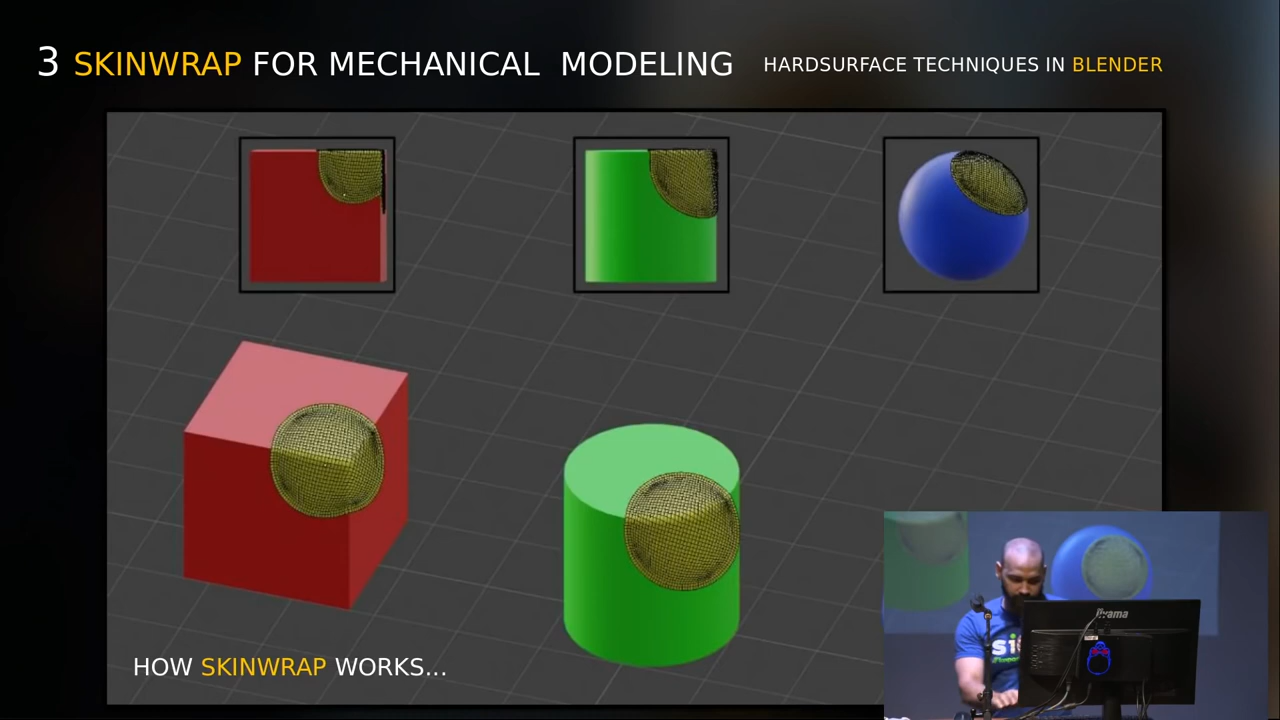 3 SKINWRAP FOR MECHANICAL MODELING
HARDSURFACE TECHNIQUES IN BLENDER
HOW SKINWRAP WORKS...
iiyama